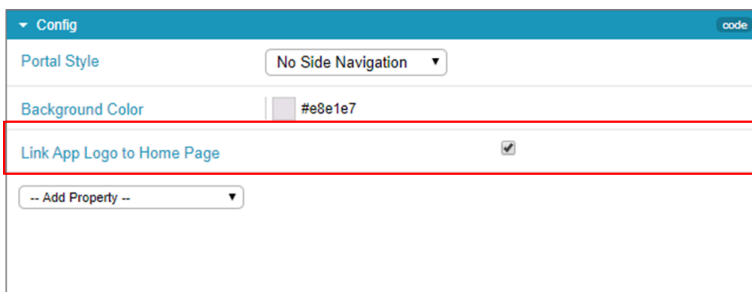 Config
code
Portal Style
No Side Navigation
Background Color
#e8e1e7
Link App Logo to Home Page
-- Add Property --